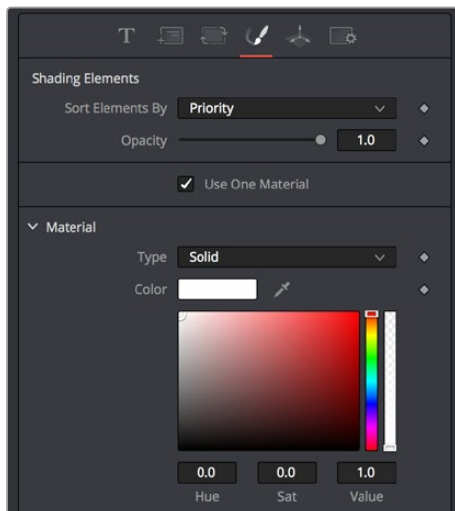 T
Shading Elements
Sort Elements By Priority
Opacity 1.0
Use One Material
Material
Type Solid
Color
0.0 0.0 1.0
Hue Sat Value